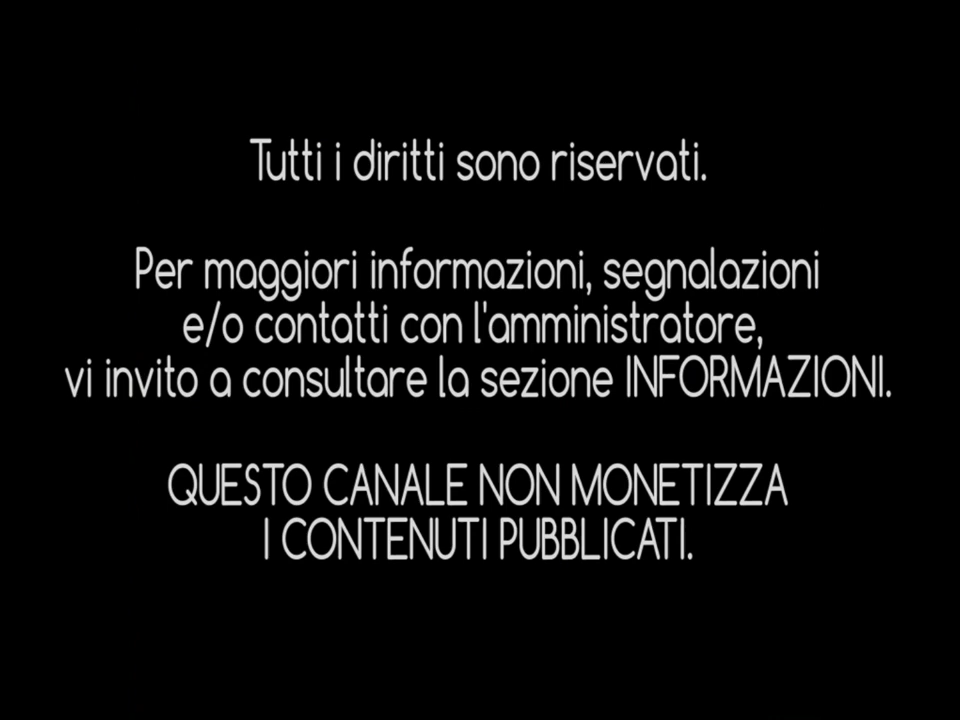 Tutti i diritti sono riservati.
Per maggiori informazioni, segnalazioni
e/o contatti con l'amministratore,
vi invito a consultare la sezione INFORMAZIONI.
QUESTO CANALE NON MONETIZZA
I CONTENUTI PUBBLICATI.